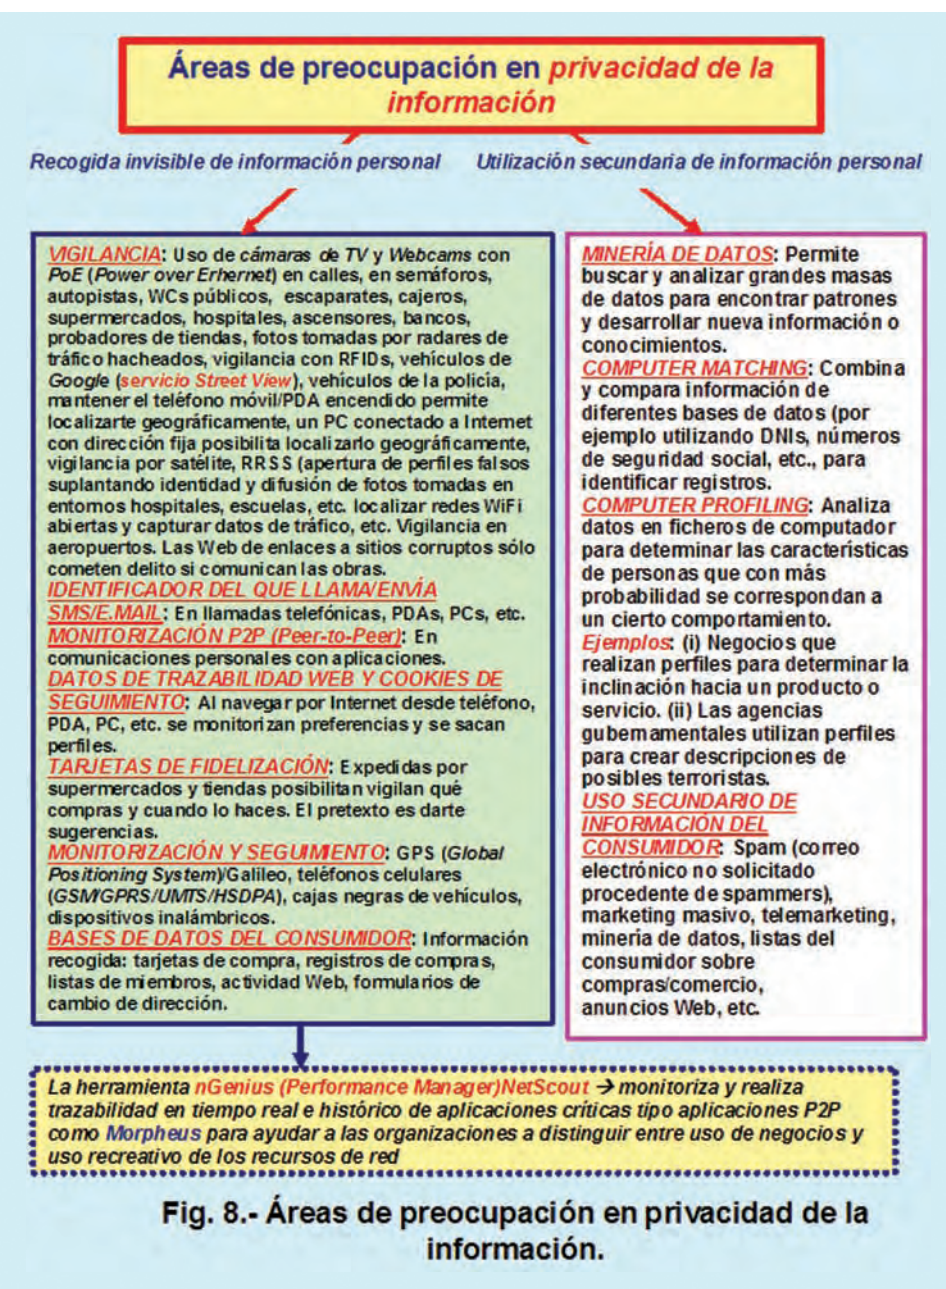 Áreas de preocupación en privacidad de la
información
Recogida invisible de información personal
Utilización secundaria de información personal
VIGILANCIA: Uso de cámaras de TV y Webcams con
PoE (Power over Erhernet) en calles, en semáforos,
autopistas, WCs públicos, escaparates, cajeros,
supermercados, hospitales, ascensores, bancos,
probadores de tiendas, fotos tomadas por radares de
tráfico hacheados, vigilancia con RFIDs, vehículos de
Google (servicio Street View), vehículos de la policía,
mantener el teléfono móvil/PDA encendido permite
localizarte geográficamente, un PC conectado a Internet
con dirección fija posibilita localizarlo geográficamente,
vigilancia por satélite, RRSS (apertura de perfiles falsos
suplantando identidad y difusión de fotos tomadas en
entornos hospitales, escuelas, etc. localizar redes WiFi
abiertas y capturar datos de tráfico, etc. Vigilancia en
aeropuertos. Las Web de enlaces a sitios corruptos sólo
cometen delito si comunican las obras.
IDENTIFICADOR DEL QUE LLAMA/ENVÍA
SMS/E.MAIL: En llamadas telefónicas, PDAs, PCs, etc.
MONITORIZACIÓN P2P (Peer-to-Peer): En
comunicaciones personales con aplicaciones.
DATOS DE TRAZABILIDAD WEB Y COOKIES DE
SEGUIMIENTO: Al navegar por Internet desde teléfono,
PDA, PC, etc. se monitorizan preferencias y se sacan
perfiles.
TARJETAS DE FIDELIZACIÓN: Expedidas por
supermercados y tiendas posibilitan vigilan qué
compras y cuando lo haces. El pretexto es darte
sugerencias.
MONITORIZACIÓN Y SEGUIMIENTO: GPS (Global
Positioning System)/Galileo, teléfonos celulares
(GSM/GPRS/UMTS/HSDPA), cajas negras de vehículos,
dispositivos inalámbricos.
BASES DE DATOS DEL CONSUMIDOR: Información
recogida: tarjetas de compra, registros de compras,
listas de miembros, actividad Web, formularios de
cambio de dirección.
MINERÍA DE DATOS: Permite
buscar y analizar grandes masas
de datos para encontrar patrones
y desarrollar nueva información o
conocimientos.
COMPUTER MATCHING: Combina
y compara información de
diferentes bases de datos (por
ejemplo utilizando DNIs, números
de seguridad social, etc., para
identificar registros.
COMPUTER PROFILING: Analiza
datos en ficheros de computador
para determinar las características
de personas que con más
probabilidad se correspondan a
un cierto comportamiento.
Ejemplos: (i) Negocios que
realizan perfiles para determinar la
inclinación hacia un producto o
servicio. (ii) Las agencias
gubernamentales utilizan perfiles
para crear descripciones de
posibles terroristas.
USO SECUNDARIO DE
INFORMACIÓN DEL
CONSUMIDOR: Spam (correo
electrónico no solicitado
procedente de spammers),
marketing masivo, telemarketing,
minería de datos, listas del
consumidor sobre
compras/comercio,
anuncios Web, etc.
La herramienta nGenius (Performance Manager)NetScout → monitoriza y realiza
trazabilidad en tiempo real e histórico de aplicaciones críticas tipo aplicaciones P2P
como Morpheus para ayudar a las organizaciones a distinguir entre uso de negocios y
uso recreativo de los recursos de red
Fig. 8.- Áreas de preocupación en privacidad de la
información.